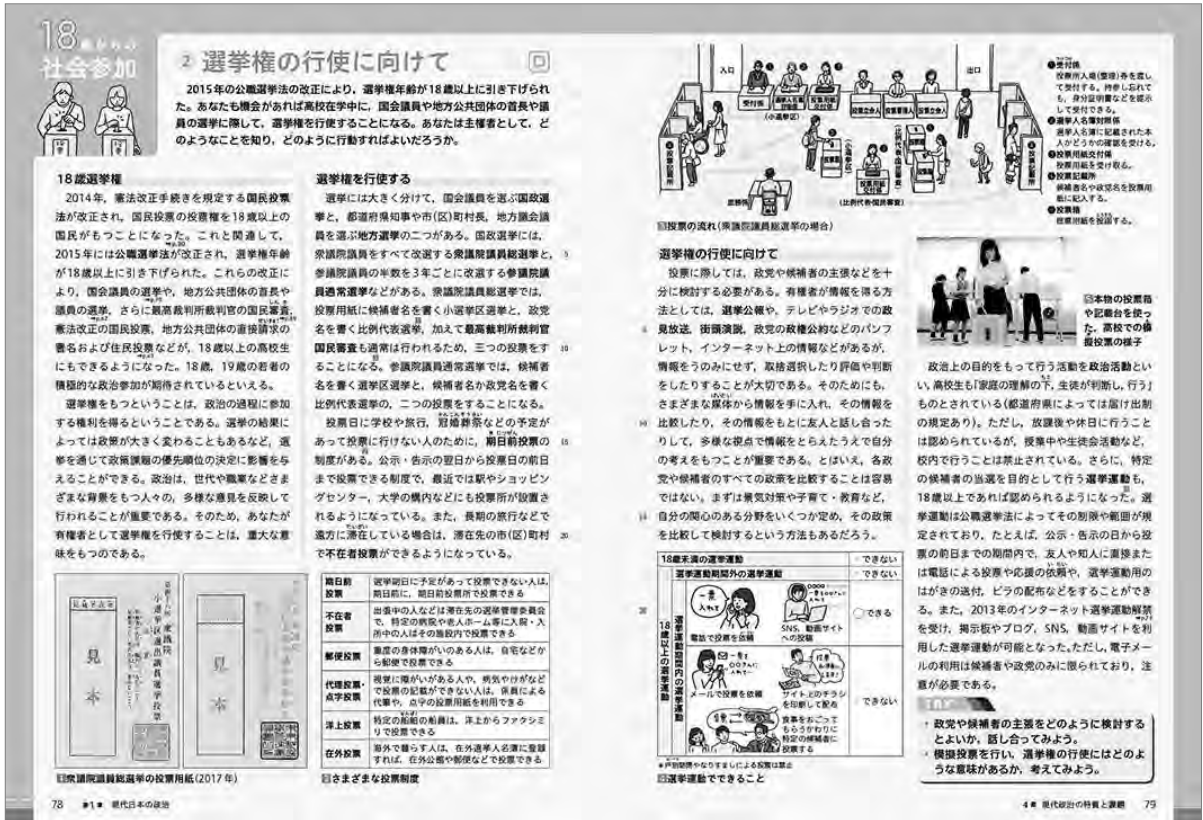 18歳からの
社会参加
② 選挙権の行使に向けて
2015年の公職選挙法の改正により，選挙権年齢が18歳以上に引き下げられ
た。あなたも機会があれば高校在学中に，国会議員や地方公共団体の首長や議
員の選挙に際して，選挙権を行使することになる。あなたは主権者として，ど
のようなことを知り，どのように行動すればよいだろうか。
18歳選挙権
2014年，憲法改正手続きを規定する国民投票
法が改正され，国民投票の投票権を18歳以上の
国民がもつことになった。これと関連して，
2015年には公職選挙法が改正され，選挙権年齢
が18歳以上に引き下げられた。これらの改正に
より，国会議員の選挙や，地方公共団体の首長や
議員の選挙，さらに最高裁判所裁判官の国民審査，
憲法改正の国民投票，地方公共団体の直接請求の
署名および住民投票などが，18歳以上の高校生
にもできるようになった。18歳，19歳の若者の
積極的な政治参加が期待されているといえる。
選挙権をもつということは，政治の過程に参加
する権利を得るということである。選挙の結果に
よっては政策が大きく変わることもあるなど，選
挙を通じて政策課題の優先順位の決定に影響を与
えることができる。政治は，世代や職業などさま
ざまな背景をもつ人々の，多様な意見を反映して
行われることが重要である。そのため，あなたが
有権者として選挙権を行使することは，重大な意
味をもつのである。
選挙権を行使する
選挙には大きく分けて，国会議員を選ぶ国政選
挙と，都道府県知事や市(区)町村長，地方議会議
員を選ぶ地方選挙の二つがある。国政選挙には，
衆議院議員をすべて改選する衆議院議員総選挙と，
参議院議員の半数を3年ごとに改選する参議院議
員通常選挙などがある。衆議院議員総選挙では，
投票用紙に候補者名を書く小選挙区選挙と，政党
名を書く比例代表選挙，加えて最高裁判所裁判官
国民審査も通常は行われるため，三つの投票をす
ることになる。参議院議員通常選挙では，候補者
名を書く選挙区選挙と，候補者名か政党名を書く
比例代表選挙の，二つの投票をすることになる。
投票日に学校や旅行，冠婚葬祭などの予定が
あって投票に行けない人のために，期日前投票の
制度がある。公示・告示の翌日から投票日の前日
まで投票できる制度で，最近では駅やショッピ
ングセンター，大学の構内などにも投票所が設置さ
れるようになっている。また，長期の旅行などで
遠方に滞在している場合は，滞在先の市(区)町村
で不在者投票ができるようになっている。
見本
見本
衆議院議員総選挙の投票用紙(2017年)
期日前投票
選挙期日に予定があって投票できない人は，
期日前に，期日前投票所で投票できる
不在者投票
出張中の人などは滞在先の選挙管理委員会
で，特定の病院や老人ホーム等に入院・入
所中の人はその施設内で投票できる
郵便投票
重度の身体障がいのある人は，自宅などか
ら郵便で投票できる
代理投票・点字投票
視覚に障がいがある人や，病気やけがなど
で投票の記載ができない人は，係員による
代筆や，点字の投票用紙を利用できる
洋上投票
特定の船舶の船員は，洋上からファクシミ
リで投票できる
在外投票
海外で暮らす人は，在外選挙人名簿に登録
すれば，在外公館や郵便などで投票できる
さまざまな投票制度
78 第1章 現代日本の政治
入口
出口
受付係
選挙人名簿対照係
投票用紙交付係
投票立会人
投票管理人
投票立会人
(小選挙区)
投票記載所
投票用紙交付係
(比例代表・国民審査)
投票記載所
庶務係
❶受付係
投票所入場(整理)券を渡し
て受付する。持参し忘れて
も，身分証明書などを提示
して受付できる。
❷選挙人名簿対照係
選挙人名簿に記載された本
人かどうかの確認を受ける。
❸投票用紙交付係
投票用紙を受け取る。
❹投票記載所
候補者名や政党名を投票用
紙に記入する。
❺投票箱
投票用紙を投函する。
投票の流れ(衆議院議員総選挙の場合)
選挙権の行使に向けて
投票に際しては，政党や候補者の主張などを十
分に検討する必要がある。有権者が情報を得る方
法としては，選挙公報や，テレビやラジオでの政
見放送，街頭演説，政党の政権公約などのパンフ
レット，インターネット上の情報などがあるが，
情報をうのみにせず，取捨選択したり評価や判断
をしたりすることが大切である。そのためにも，
さまざまな媒体から情報を手に入れ，その情報を
比較したり，その情報をもとに友人と話し合った
りして，多様な視点で情報をとらえたうえで自分
の考えをもつことが重要である。とはいえ，各政
党や候補者のすべての政策を比較することは容易
ではない。まずは景気対策や子育て・教育など，
自分の関心のある分野をいくつか定め，その政策
を比較して検討するという方法もあるだろう。
18歳未満の選挙運動
できない
選挙運動期間外の選挙運動
できない
18歳以上の選挙運動
選挙運動期間内の選挙運動
一票入れて
電話で投票を依頼
SNS，動画サイト
への投稿
○できる
メールで投票を依頼
サイト上のチラシ
を印刷して配布
食事をおごって
もらうかわりに
特定の候補者に
投票する
できない
＊戸別訪問やなりすましによる投票は禁止
選挙運動でできること
本物の投票箱
や記載台を使っ
た，高校での模
擬投票の様子
政治上の目的をもって行う活動を政治活動とい
い，高校生も「家庭の理解の下，生徒が判断し，行う」
ものとされている(都道府県によっては届け出制
の規定あり)。ただし，放課後や休日に行うこと
は認められているが，授業中や生徒会活動など，
校内で行うことは禁止されている。さらに，特定
の候補者の当選を目的として行う選挙運動も，
18歳以上であれば認められるようになった。選
挙運動は公職選挙法によってその制限や範囲が規
定されており，たとえば，公示・告示の日から投
票の前日までの期間内で，友人や知人に直接また
は電話による投票や応援の依頼や，選挙運動用の
はがきの送付，ビラの配布などをすることができ
る。また，2013年のインターネット選挙運動解禁
を受け，掲示板やブログ，SNS，動画サイトを利
用した選挙運動が可能となった。ただし，電子メー
ルの利用は候補者や政党のみに限られており，注
意が必要である。
政党や候補者の主張をどのように検討する
とよいか，話し合ってみよう。
模擬投票を行い，選挙権の行使にはどのよ
うな意味があるか，考えてみよう。
4章 現代政治の特質と課題 79